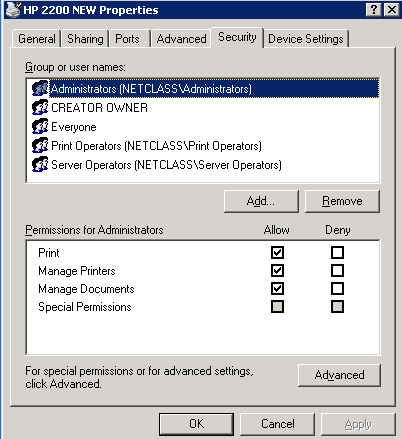 HP 2200 NEW Properties
General Sharing Ports Advanced Security Device Settings
Group or user names:
Administrators (NETCLASS\Administrators)
CREATOR OWNER
Everyone
Print Operators (NETCLASS\Print Operators)
Server Operators (NETCLASS\Server Operators)
Add... Remove
Permissions for Administrators Allow Deny
Print
Manage Printers
Manage Documents
Special Permissions
For special permissions or for advanced settings,
click Advanced.
Advanced
OK Cancel Apply